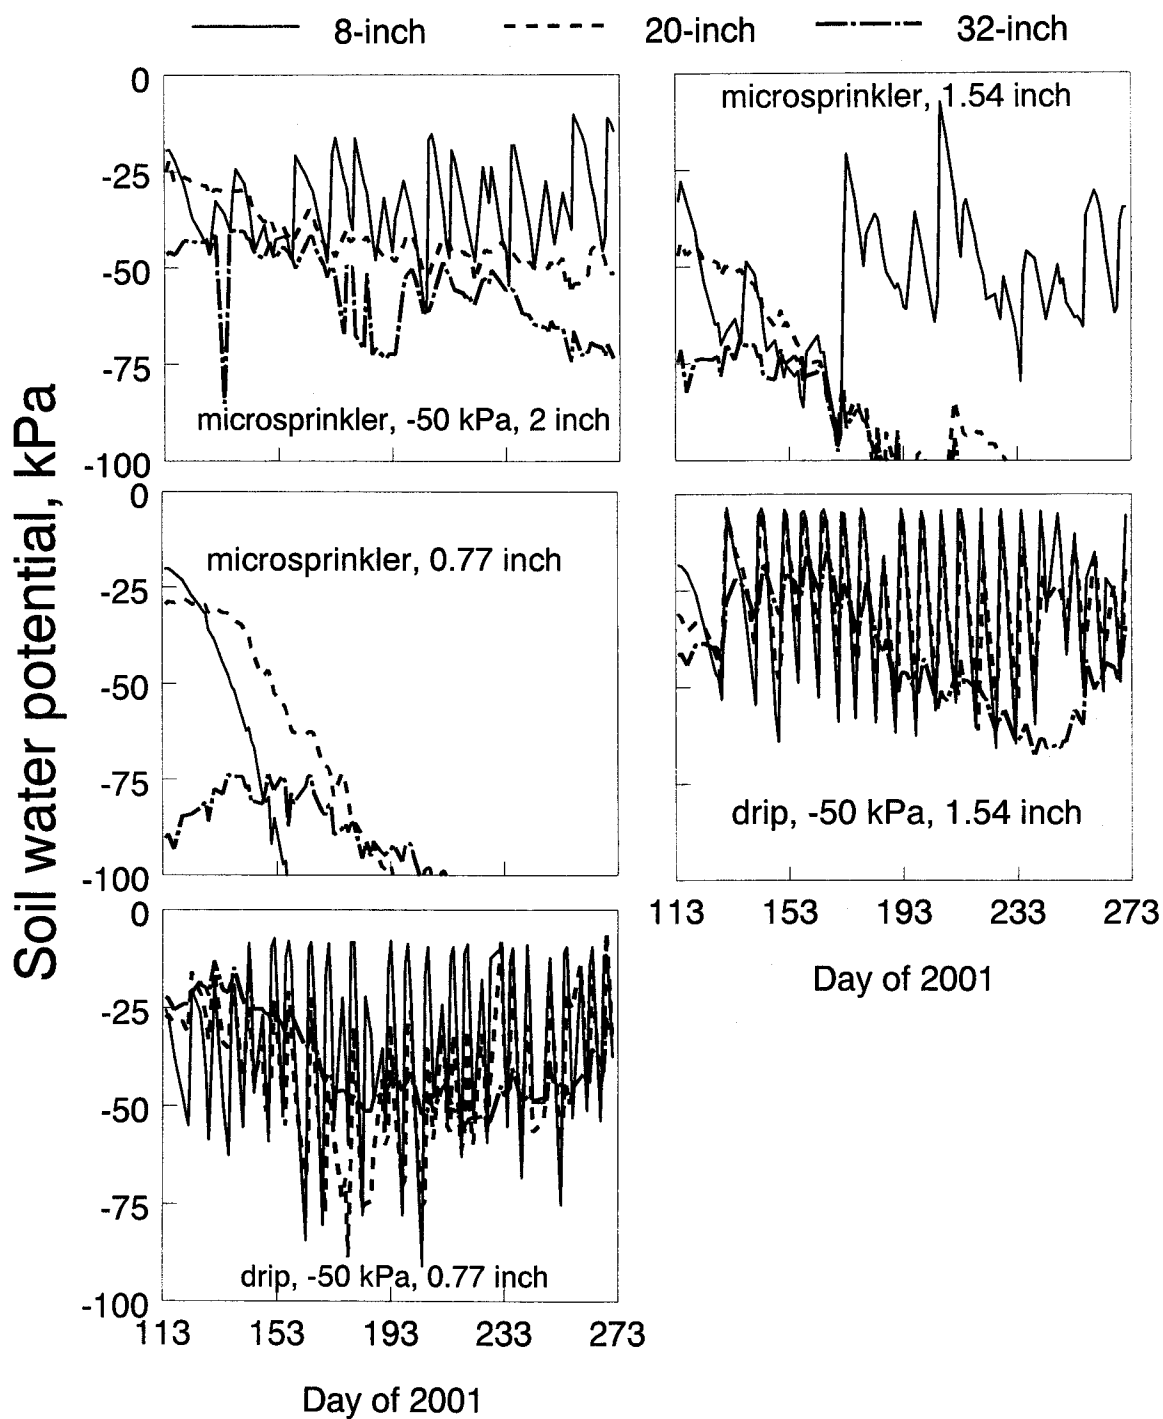 8-inch 20-inch 32-inch
Soil water potential, kPa
0
-25
-50
-75
-100
microsprinkler, -50 kPa, 2 inch
microsprinkler, 1.54 inch
0
-25
-50
-75
-100
microsprinkler, 0.77 inch
drip, -50 kPa, 1.54 inch
113 153 193 233 273
Day of 2001
0
-25
-50
-75
-100
drip, -50 kPa, 0.77 inch
113 153 193 233 273
Day of 2001